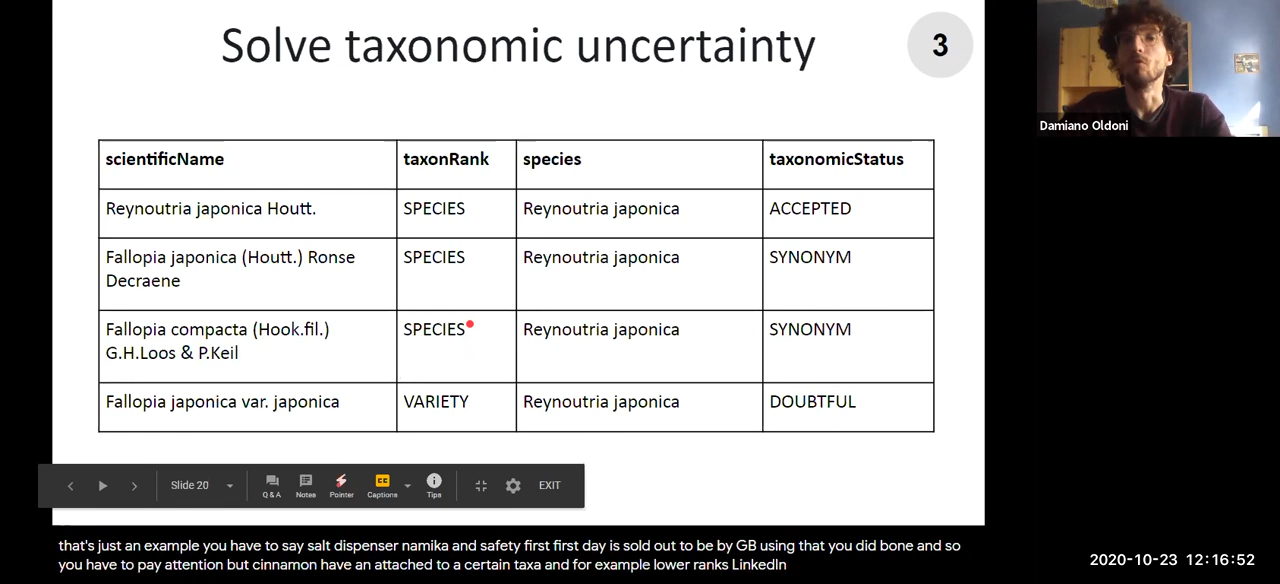 Solve taxonomic uncertainty
3
scientificName taxonRank species taxonomicStatus
Reynoutria japonica Houtt. SPECIES Reynoutria japonica ACCEPTED
Fallopia japonica (Houtt.) Ronse SPECIES Reynoutria japonica SYNONYM
Decraene
Fallopia compacta (Hook.fil.) SPECIES Reynoutria japonica SYNONYM
G.H.Loos & P.Keil
Fallopia japonica var. japonica VARIETY Reynoutria japonica DOUBTFUL
Damiano Oldoni
Slide 20
Q & A Notes Pointer Captions Tips
CC
EXIT
that's just an example you have to say salt dispenser namika and safety first first day is sold out to be by GB using that you did bone and so
you have to pay attention but cinnamon have an attached to a certain taxa and for example lower ranks LinkedIn
2020-10-23 12:16:52